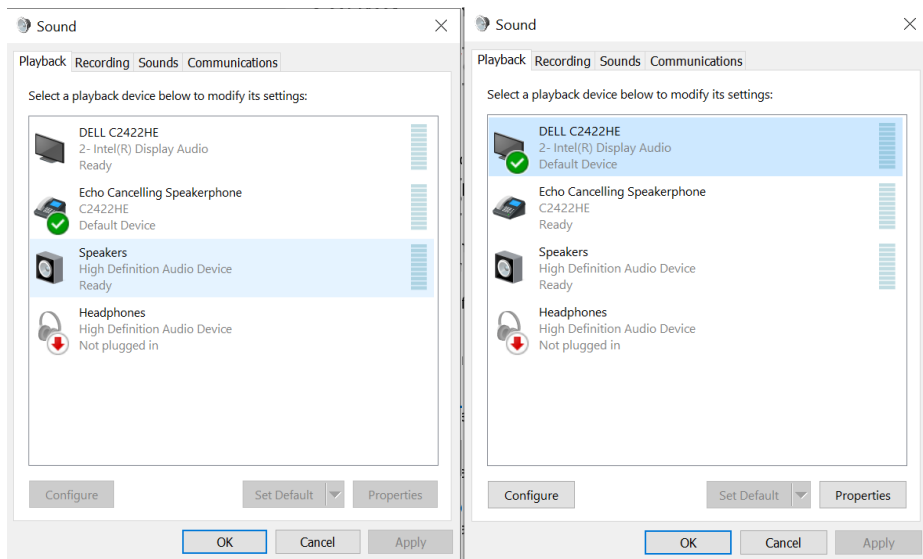 Sound
Playback Recording Sounds Communications
Select a playback device below to modify its settings:
DELL C2422HE
2- Intel(R) Display Audio
Ready
Echo Cancelling Speakerphone
C2422HE
Default Device
Speakers
High Definition Audio Device
Ready
Headphones
High Definition Audio Device
Not plugged in
Configure Set Default Properties
OK Cancel Apply
Sound
Playback Recording Sounds Communications
Select a playback device below to modify its settings:
DELL C2422HE
2- Intel(R) Display Audio
Default Device
Echo Cancelling Speakerphone
C2422HE
Ready
Speakers
High Definition Audio Device
Ready
Headphones
High Definition Audio Device
Not plugged in
Configure Set Default Properties
OK Cancel Apply